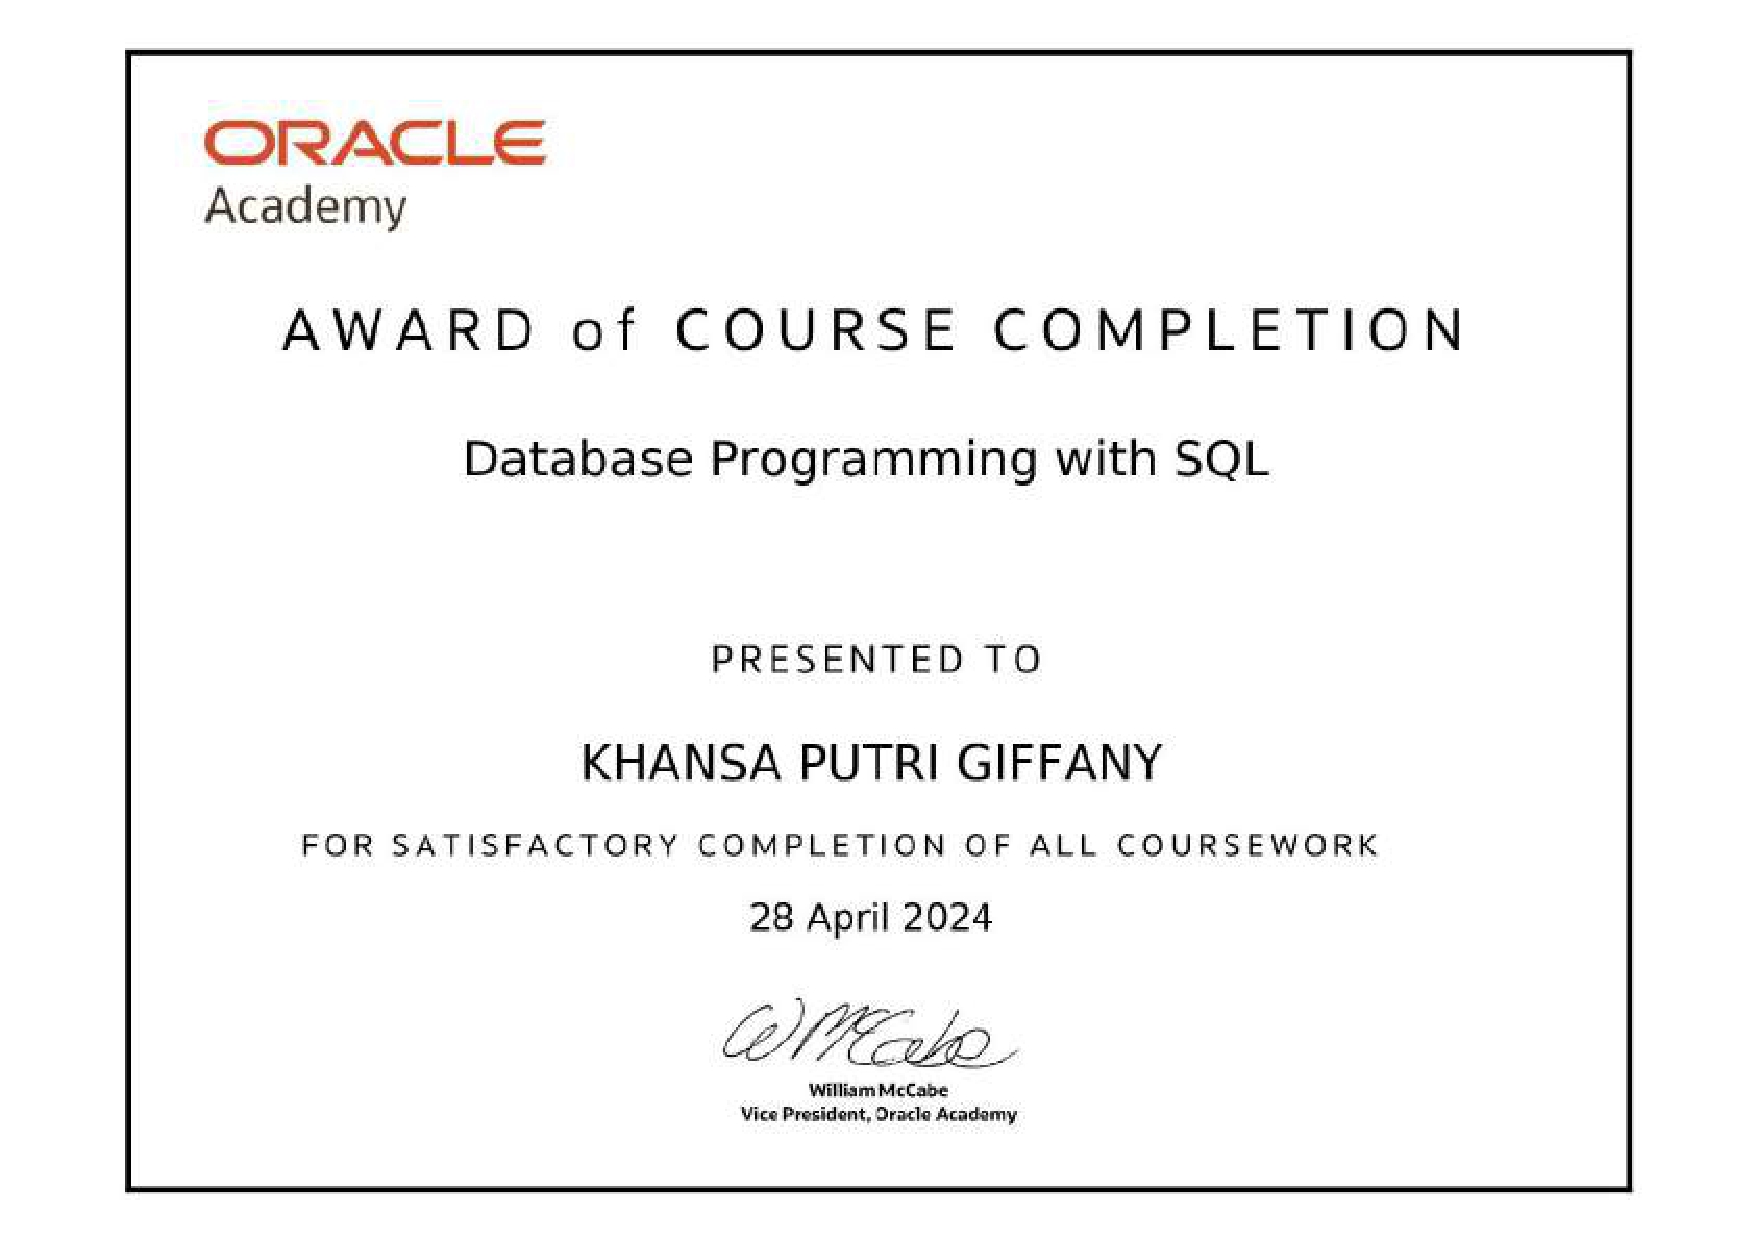 ORACLE
Academy
AWARD of COURSE COMPLETION
Database Programming with SQL
PRESENTED TO
KHANSA PUTRI GIFFANY
FOR SATISFACTORY COMPLETION OF ALL COURSEWORK
28 April 2024
W McCabe
William McCabe
Vice President, Oracle Academy